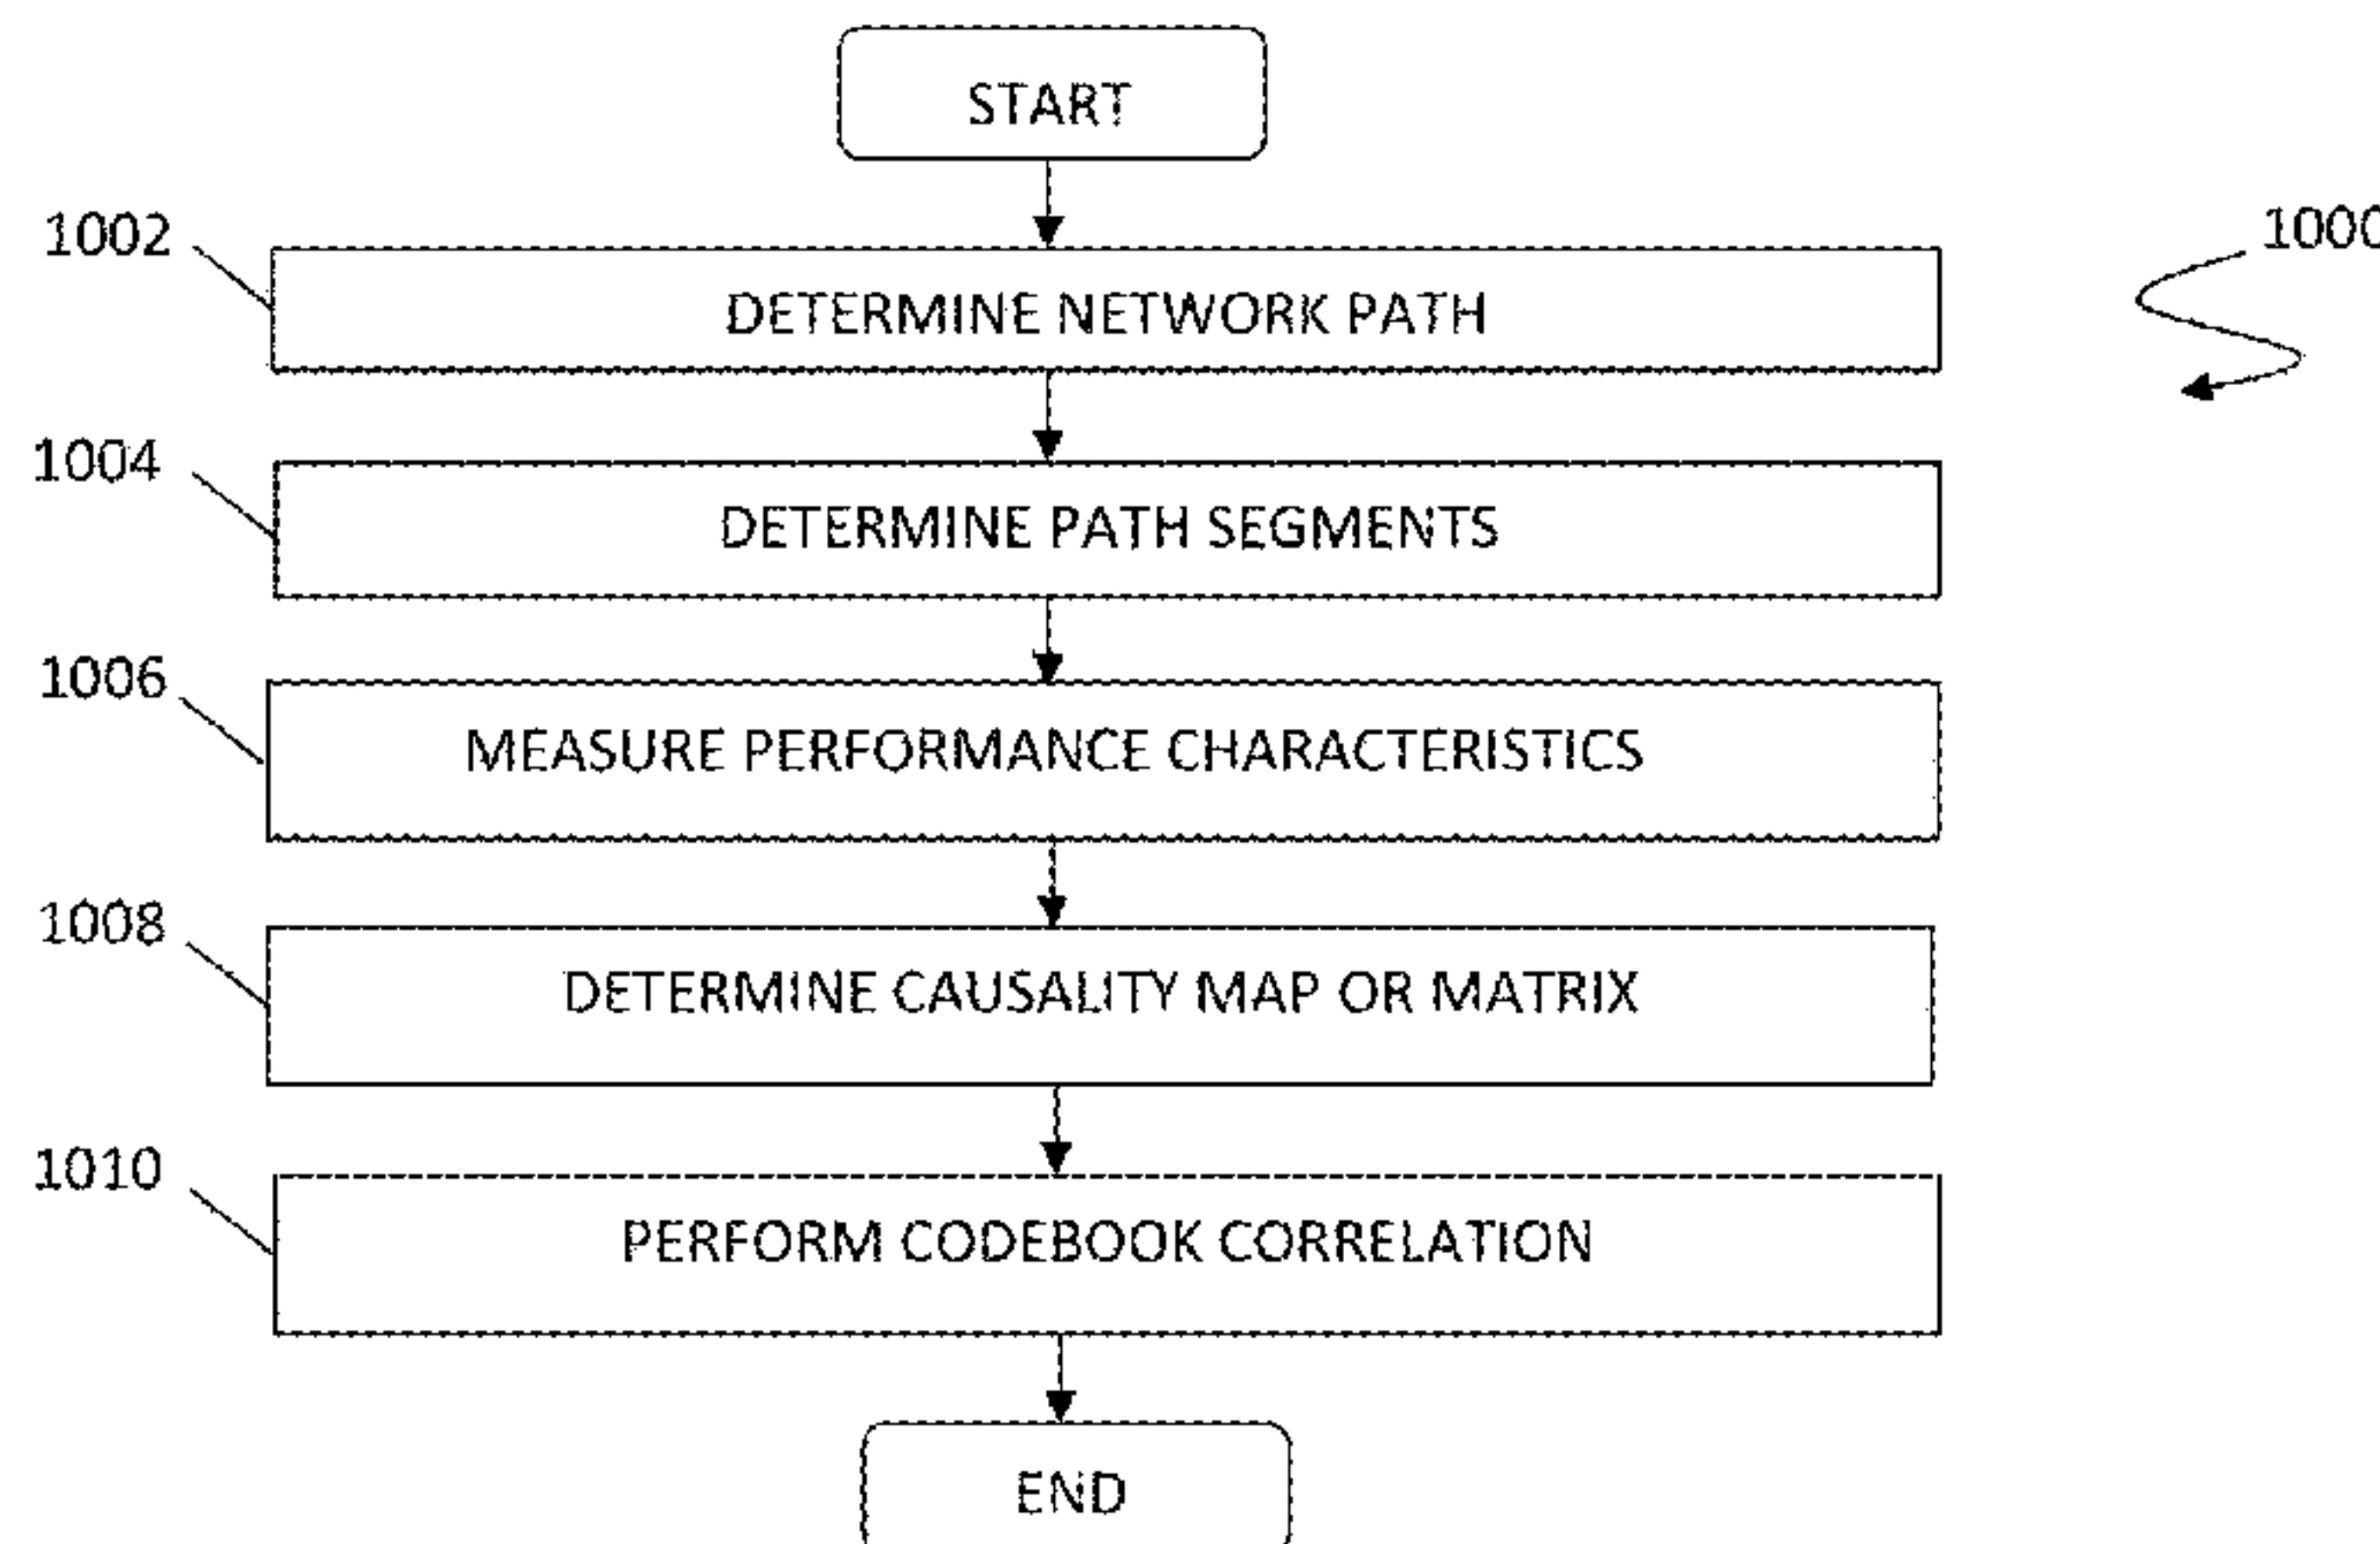 START
1002
1000
DETERMINE NETWORK PATH
1004
DETERMINE PATH SEGMENTS
1006
MEASURE PERFORMANCE CHARACTERISTICS
1008
DETERMINE CAUSALITY MAP OR MATRIX
1010
PERFORM CODEBOOK CORRELATION
END